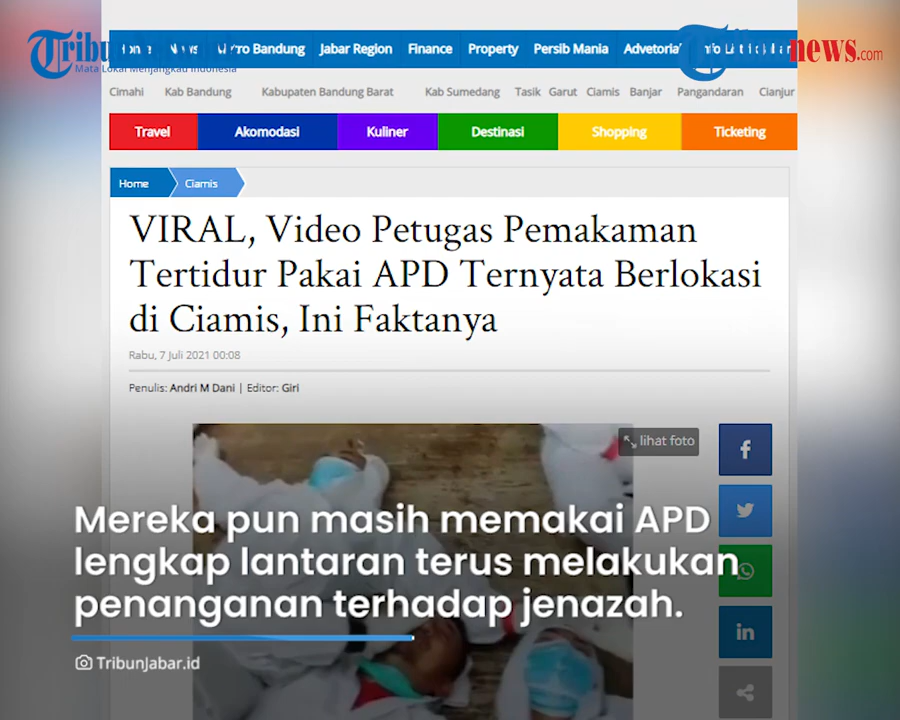 Tribun
Mata Lokal Menjangkau Indonesia
Tribunnews.com
Home News Metro Bandung Jabar Region Finance Property Persib Mania Advetorial
Cimahi Kab Bandung Kabupaten Bandung Barat Kab Sumedang Tasik Garut Ciamis Banjar Pangandaran Cianjur
Travel Akomodasi Kuliner Destinasi Shopping Ticketing
Home Ciamis
VIRAL, Video Petugas Pemakaman
Tertidur Pakai APD Ternyata Berlokasi
di Ciamis, Ini Faktanya
Rabu, 7 Juli 2021 00:08
Penulis: Andri M Dani | Editor: Giri
lihat foto
Mereka pun masih memakai APD
lengkap lantaran terus melakukan
penanganan terhadap jenazah.
TribunJabar.id